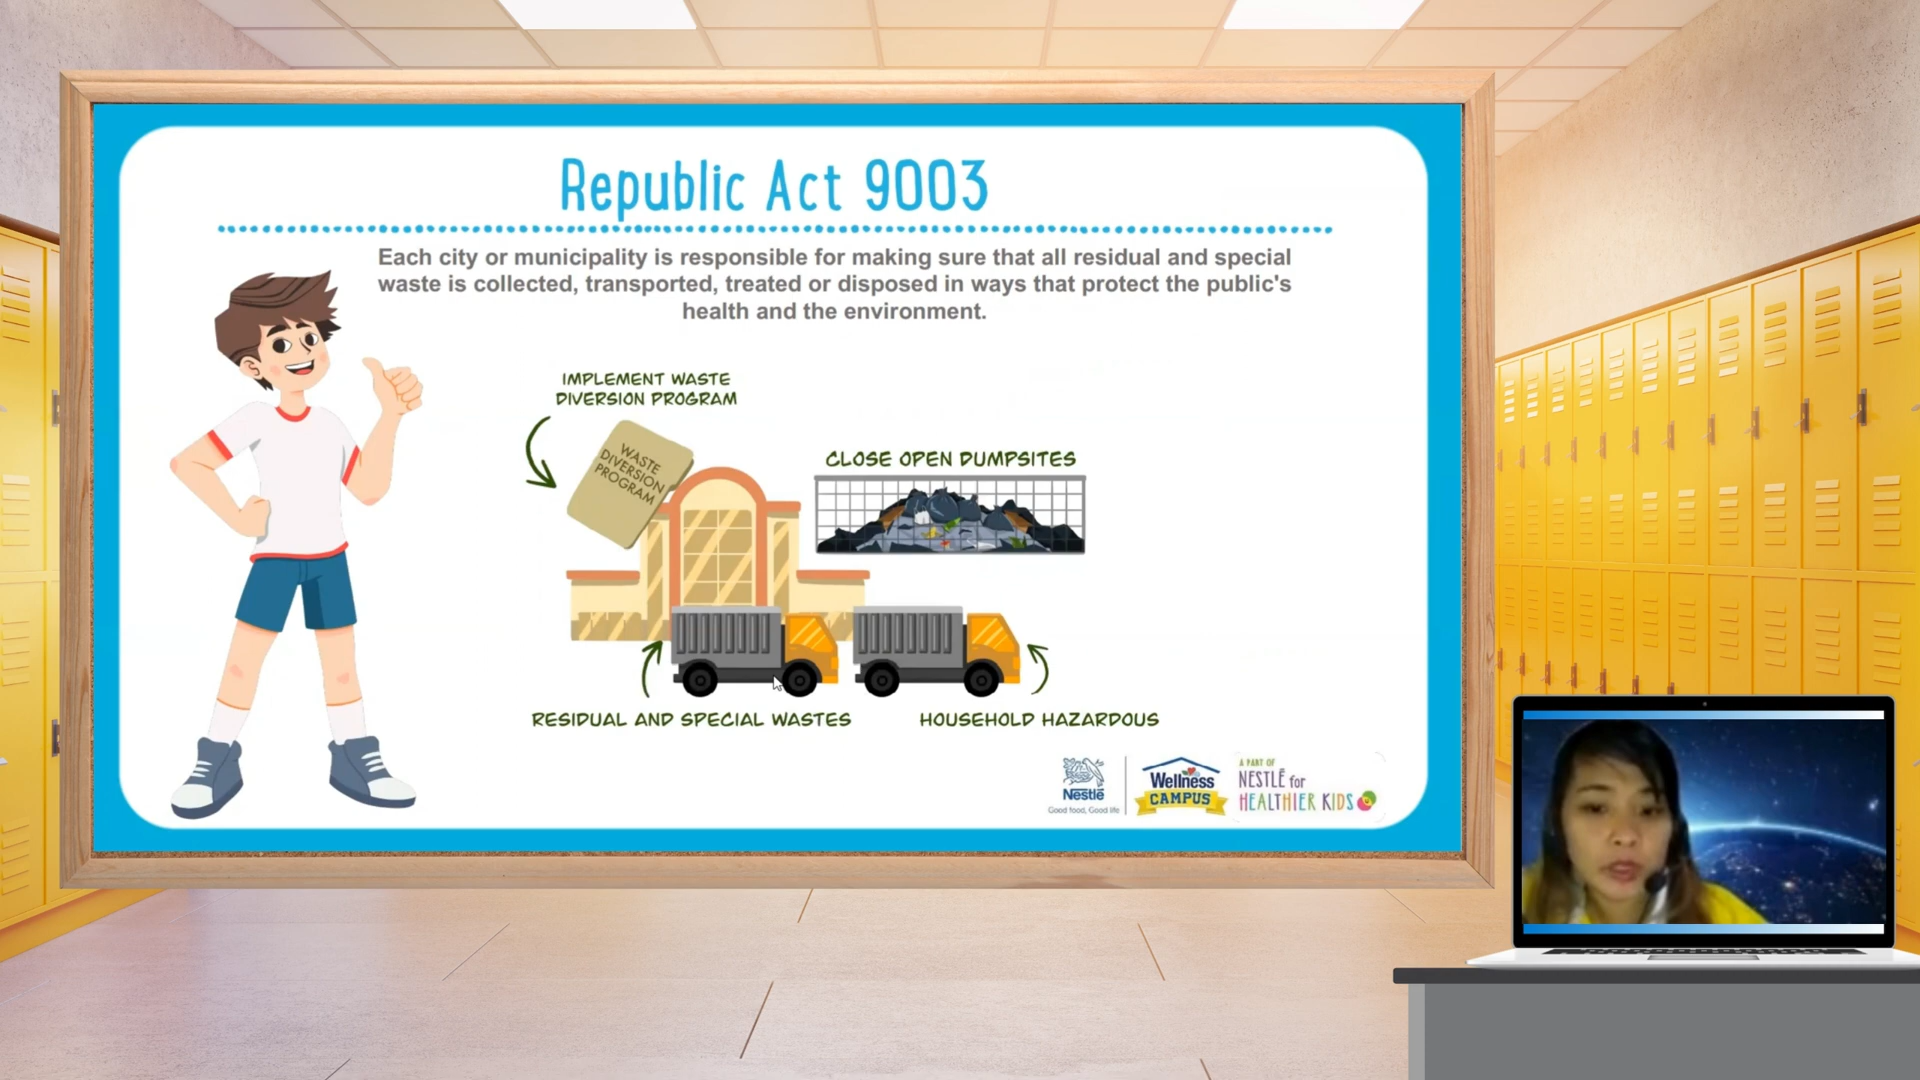 Republic Act 9003
Each city or municipality is responsible for making sure that all residual and special
waste is collected, transported, treated or disposed in ways that protect the public's
health and the environment.
IMPLEMENT WASTE
DIVERSION PROGRAM
WASTE
DIVERSION
PROGRAM
CLOSE OPEN DUMPSITES
RESIDUAL AND SPECIAL WASTES
HOUSEHOLD HAZARDOUS
Nestlé
Good food, Good life
Wellness
CAMPUS
A PART OF
NESTLÉ for
HEALTHIER KIDS